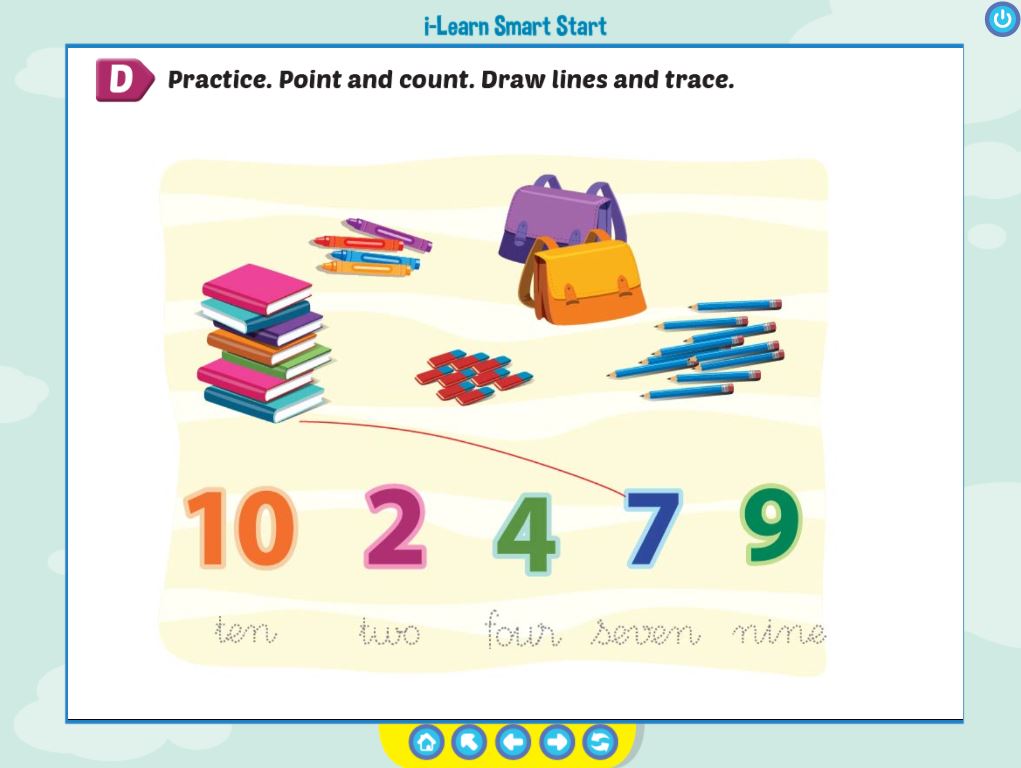 i-Learn Smart Start
D Practice. Point and count. Draw lines and trace.
10 2 4 7 9
ten two four seven nine